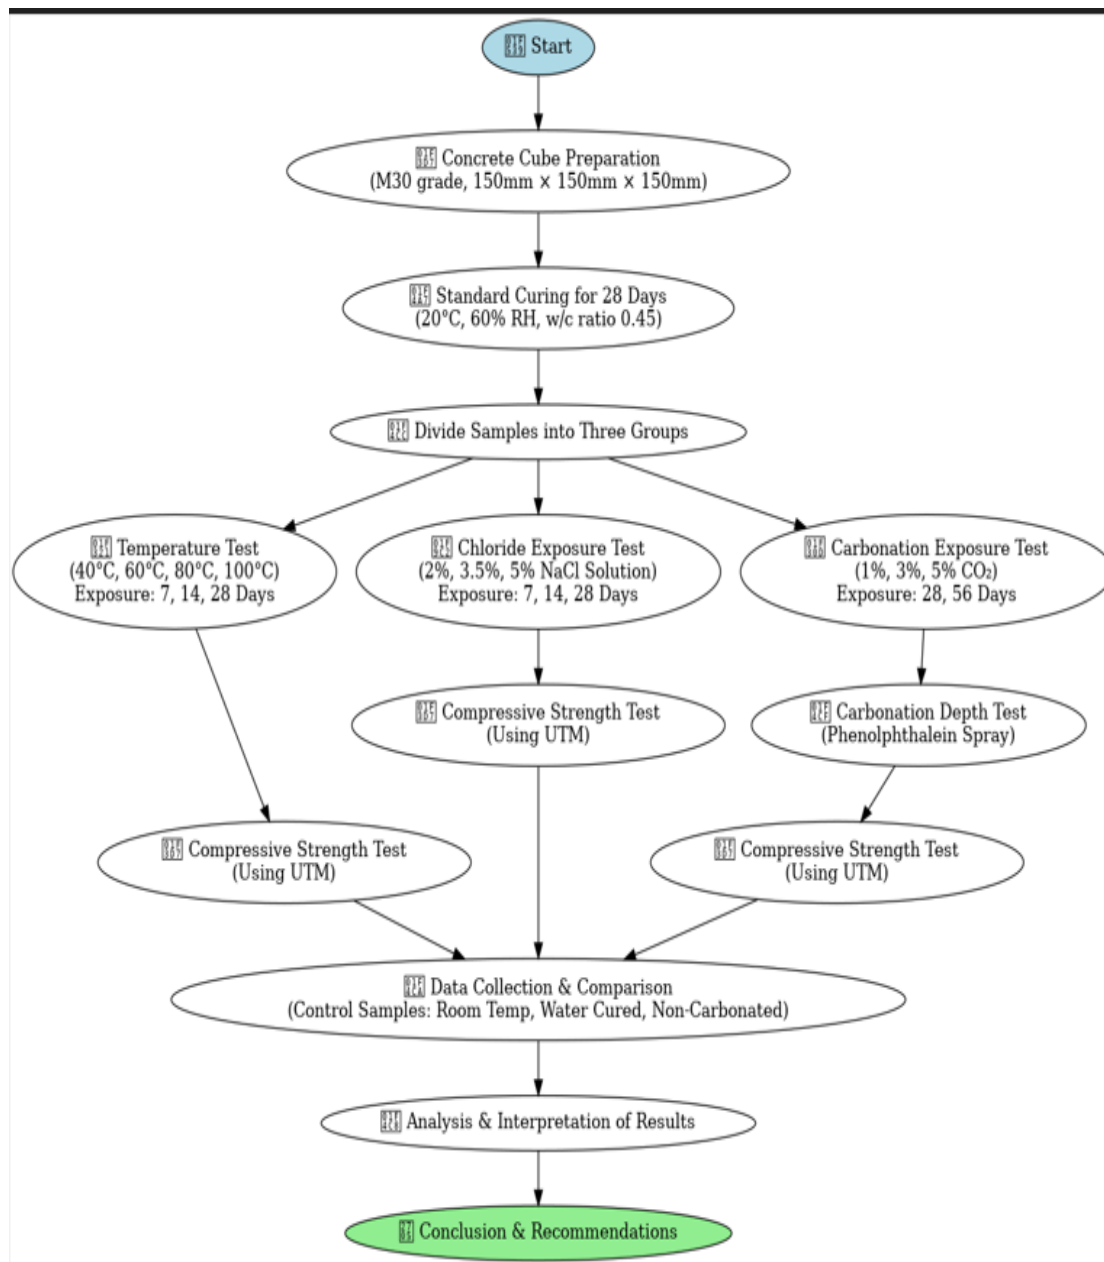 Start
Concrete Cube Preparation
(M30 grade, 150mm × 150mm × 150mm)
Standard Curing for 28 Days
(20°C, 60% RH, w/c ratio 0.45)
Divide Samples into Three Groups
Temperature Test
(40°C, 60°C, 80°C, 100°C)
Exposure: 7, 14, 28 Days
Chloride Exposure Test
(2%, 3.5%, 5% NaCl Solution)
Exposure: 7, 14, 28 Days
Carbonation Exposure Test
(1%, 3%, 5% CO₂)
Exposure: 28, 56 Days
Compressive Strength Test
(Using UTM)
Carbonation Depth Test
(Phenolphthalein Spray)
Compressive Strength Test
(Using UTM)
Compressive Strength Test
(Using UTM)
Data Collection & Comparison
(Control Samples: Room Temp, Water Cured, Non-Carbonated)
Analysis & Interpretation of Results
Conclusion & Recommendations